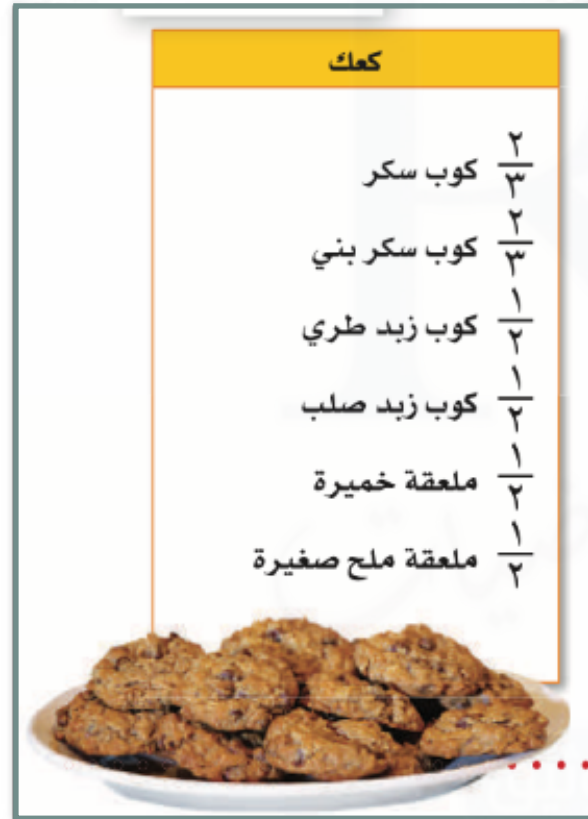 كعك
٢/٣ كوب سكر
٢/٣ كوب سكر بني
١/٢ كوب زبد طري
١/٢ كوب زبد صلب
١/٢ ملعقة خميرة
١/٢ ملعقة ملح صغيرة